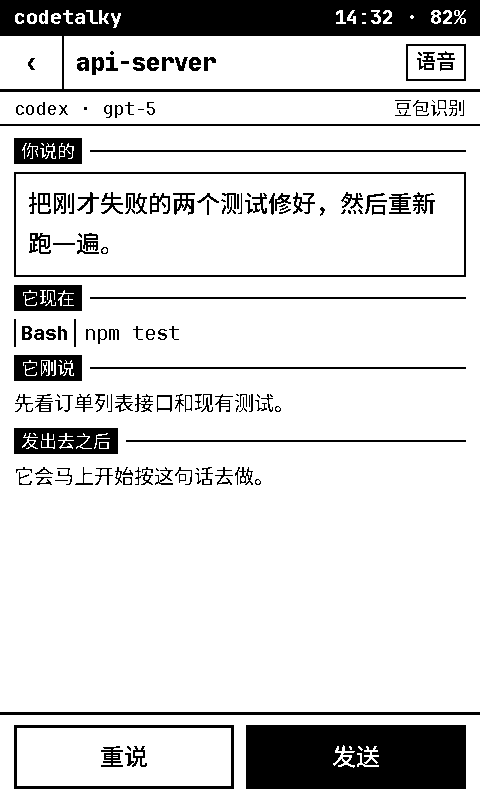 codetalky 14:32 · 82%
‹ api-server 语音
codex · gpt-5 豆包识别
你说的
把刚才失败的两个测试修好，然后重新
跑一遍。
它现在
Bash npm test
它刚说
先看订单列表接口和现有测试。
发出去之后
它会马上开始按这句话去做。
重说 发送